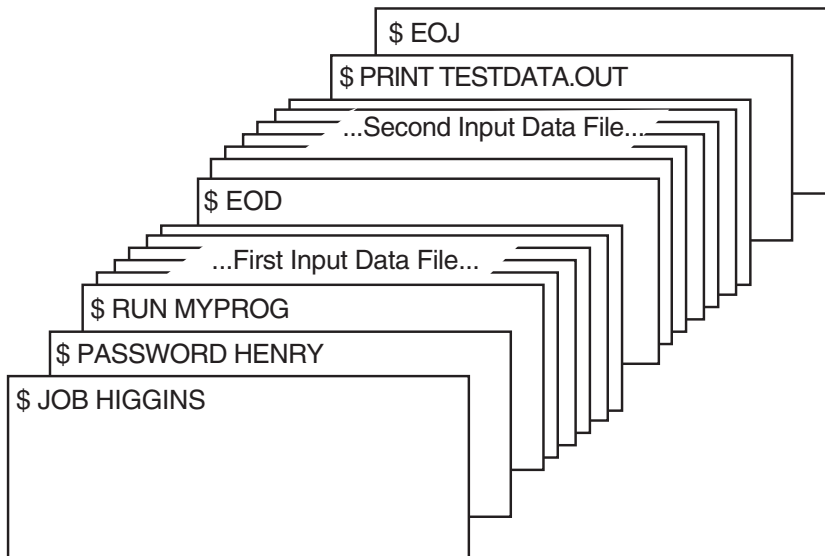 $ EOJ
$ PRINT TESTDATA.OUT
...Second Input Data File...
$ EOD
...First Input Data File...
$ RUN MYPROG
$ PASSWORD HENRY
$ JOB HIGGINS